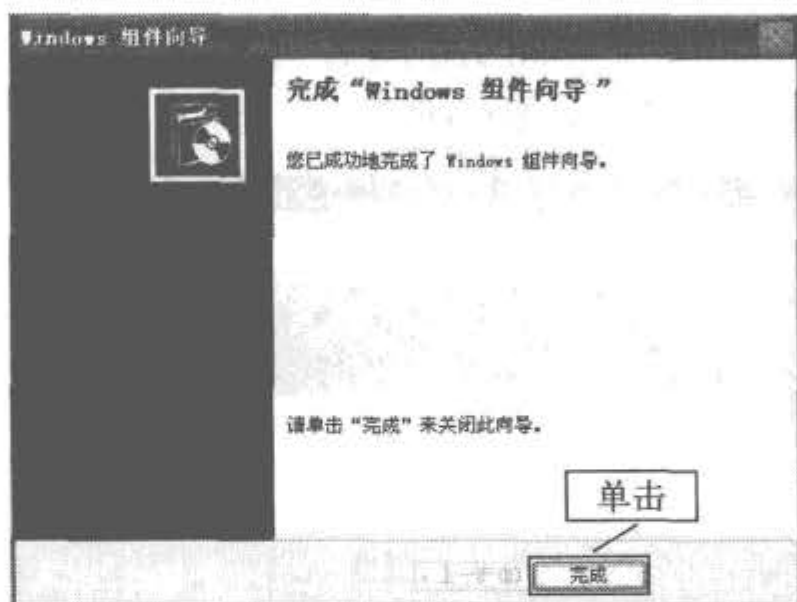 Windows 组件向导
完成“Windows 组件向导”
您已成功地完成了 Windows 组件向导。
请单击“完成”来关闭此向导。
单击
完成